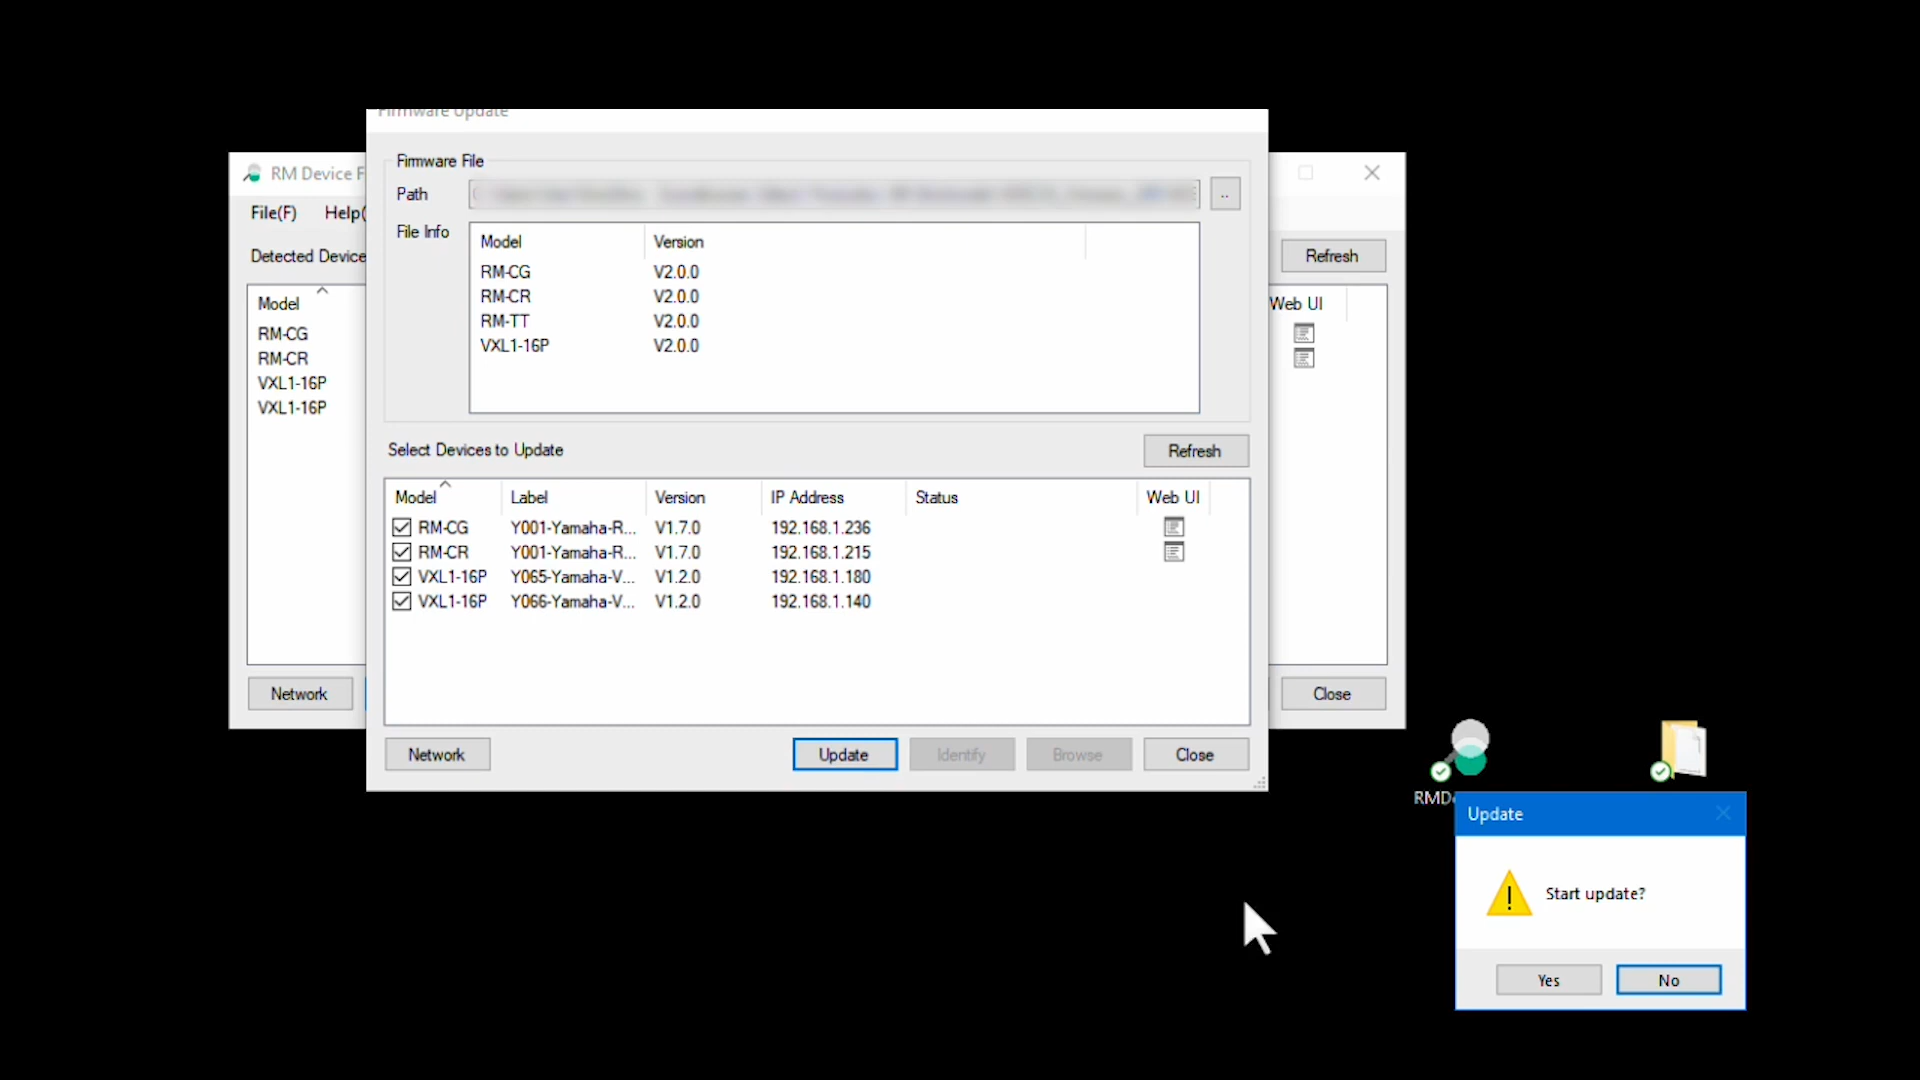 Firmware Update
Firmware File
Path
..
File Info
Model Version
RM-CG V2.0.0
RM-CR V2.0.0
RM-TT V2.0.0
VXL1-16P V2.0.0
Select Devices to Update
Refresh
Model Label Version IP Address Status Web UI
RM-CG Y001-Yamaha-R... V1.7.0 192.168.1.236
RM-CR Y001-Yamaha-R... V1.7.0 192.168.1.215
VXL1-16P Y065-Yamaha-V... V1.2.0 192.168.1.180
VXL1-16P Y066-Yamaha-V... V1.2.0 192.168.1.140
Network Update Identify Browse Close
RM Device F
File(F) Help(
Detected Device
Refresh
Model
Web UI
RM-CG
RM-CR
VXL1-16P
VXL1-16P
Network
Close
RMD
Update
Start update?
Yes No